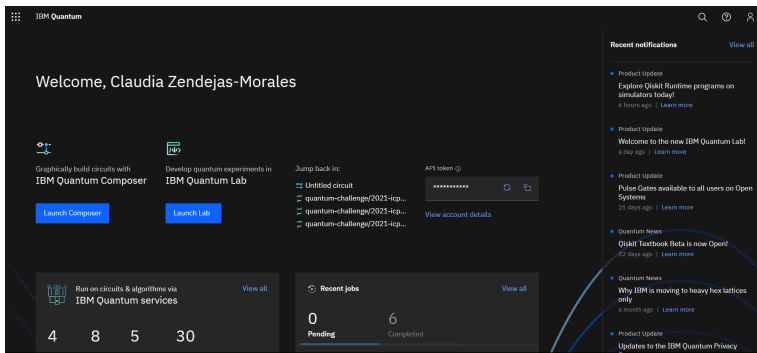 IBM Quantum
Welcome, Claudia Zendejas-Morales
Graphically build circuits with
IBM Quantum Composer
Launch Composer
Develop quantum experiments in
IBM Quantum Lab
Launch Lab
Jump back in:
Untitled circuit
quantum-challenge/2021-icp...
quantum-challenge/2021-icp...
quantum-challenge/2021-icp...
API token
***********
View account details
Run on circuits & algorithms via
IBM Quantum services
View all
4 8 5 30
Recent jobs
View all
0
Pending
6
Completed
Recent notifications
View all
Product Update
Explore Qiskit Runtime programs on
simulators today!
6 hours ago | Learn more
Product Update
Welcome to the new IBM Quantum Lab!
a day ago | Learn more
Product Update
Pulse Gates available to all users on Open
Systems
21 days ago | Learn more
Quantum News
Qiskit Textbook Beta is now Open!
22 days ago | Learn more
Quantum News
Why IBM is moving to heavy hex lattices
only
a month ago | Learn more
Product Update
Updates to the IBM Quantum Privacy